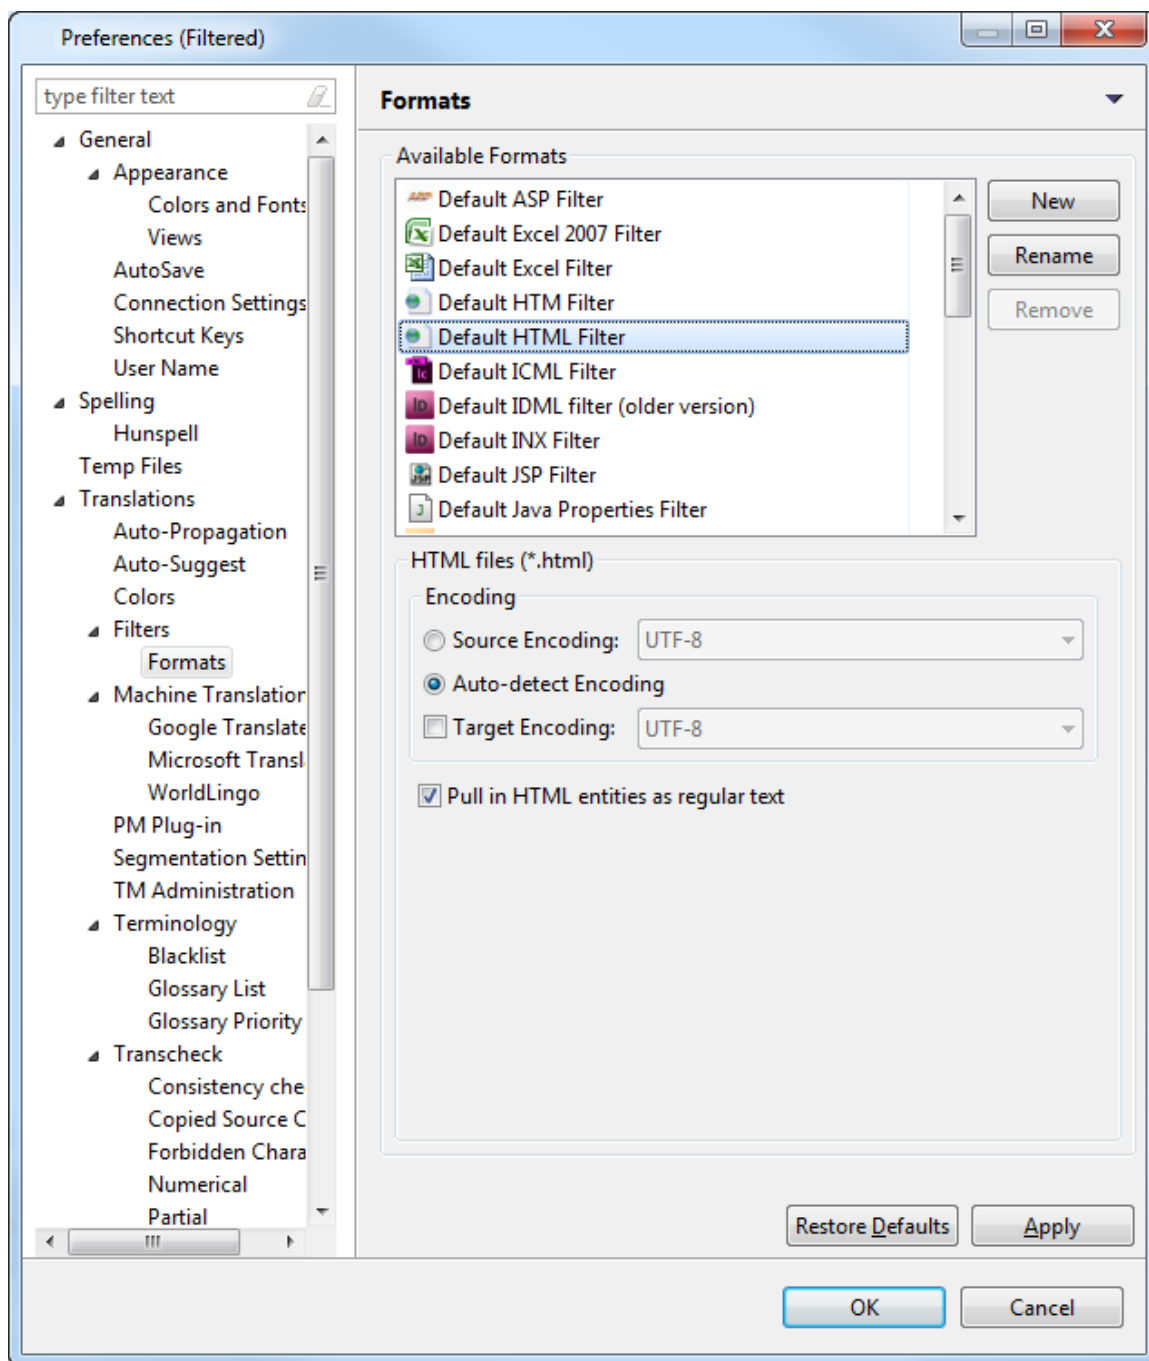 Preferences (Filtered)
type filter text
General
Appearance
Colors and Fonts
Views
AutoSave
Connection Settings
Shortcut Keys
User Name
Spelling
Hunspell
Temp Files
Translations
Auto-Propagation
Auto-Suggest
Colors
Filters
Formats
Machine Translation
Google Translate
Microsoft Transl
WorldLingo
PM Plug-in
Segmentation Settin
TM Administration
Terminology
Blacklist
Glossary List
Glossary Priority
Transcheck
Consistency che
Copied Source C
Forbidden Chara
Numerical
Partial
Formats
Available Formats
Default ASP Filter
Default Excel 2007 Filter
Default Excel Filter
Default HTM Filter
Default HTML Filter
Default ICML Filter
Default IDML filter (older version)
Default INX Filter
Default JSP Filter
Default Java Properties Filter
New
Rename
Remove
HTML files (*.html)
Encoding
Source Encoding: UTF-8
Auto-detect Encoding
Target Encoding: UTF-8
Pull in HTML entities as regular text
Restore Defaults Apply
OK Cancel